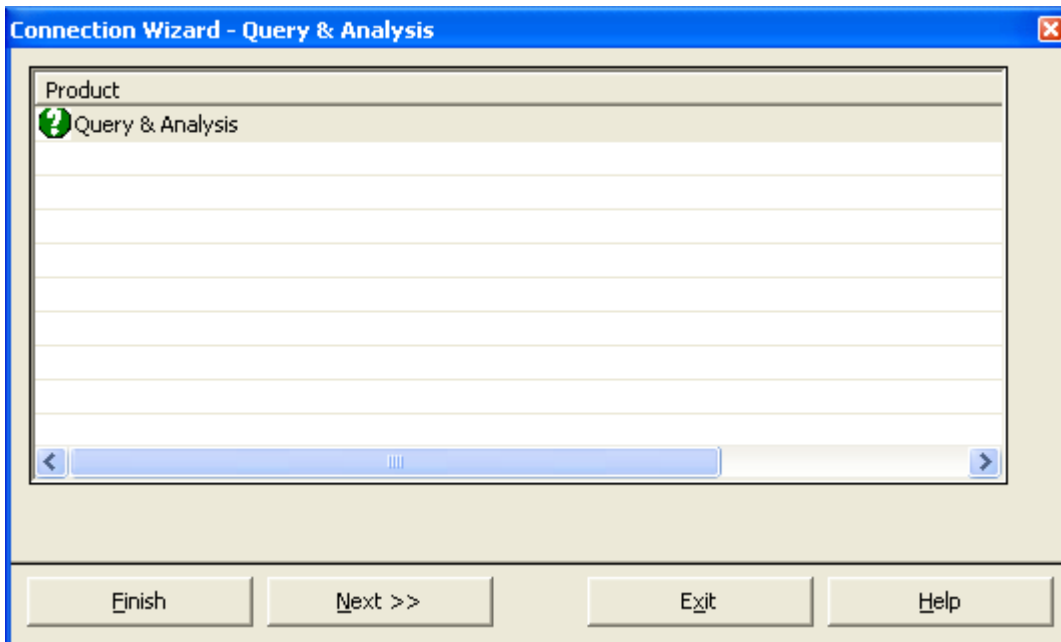 Connection Wizard - Query & Analysis
Product
Query & Analysis
Finish Next >> Exit Help